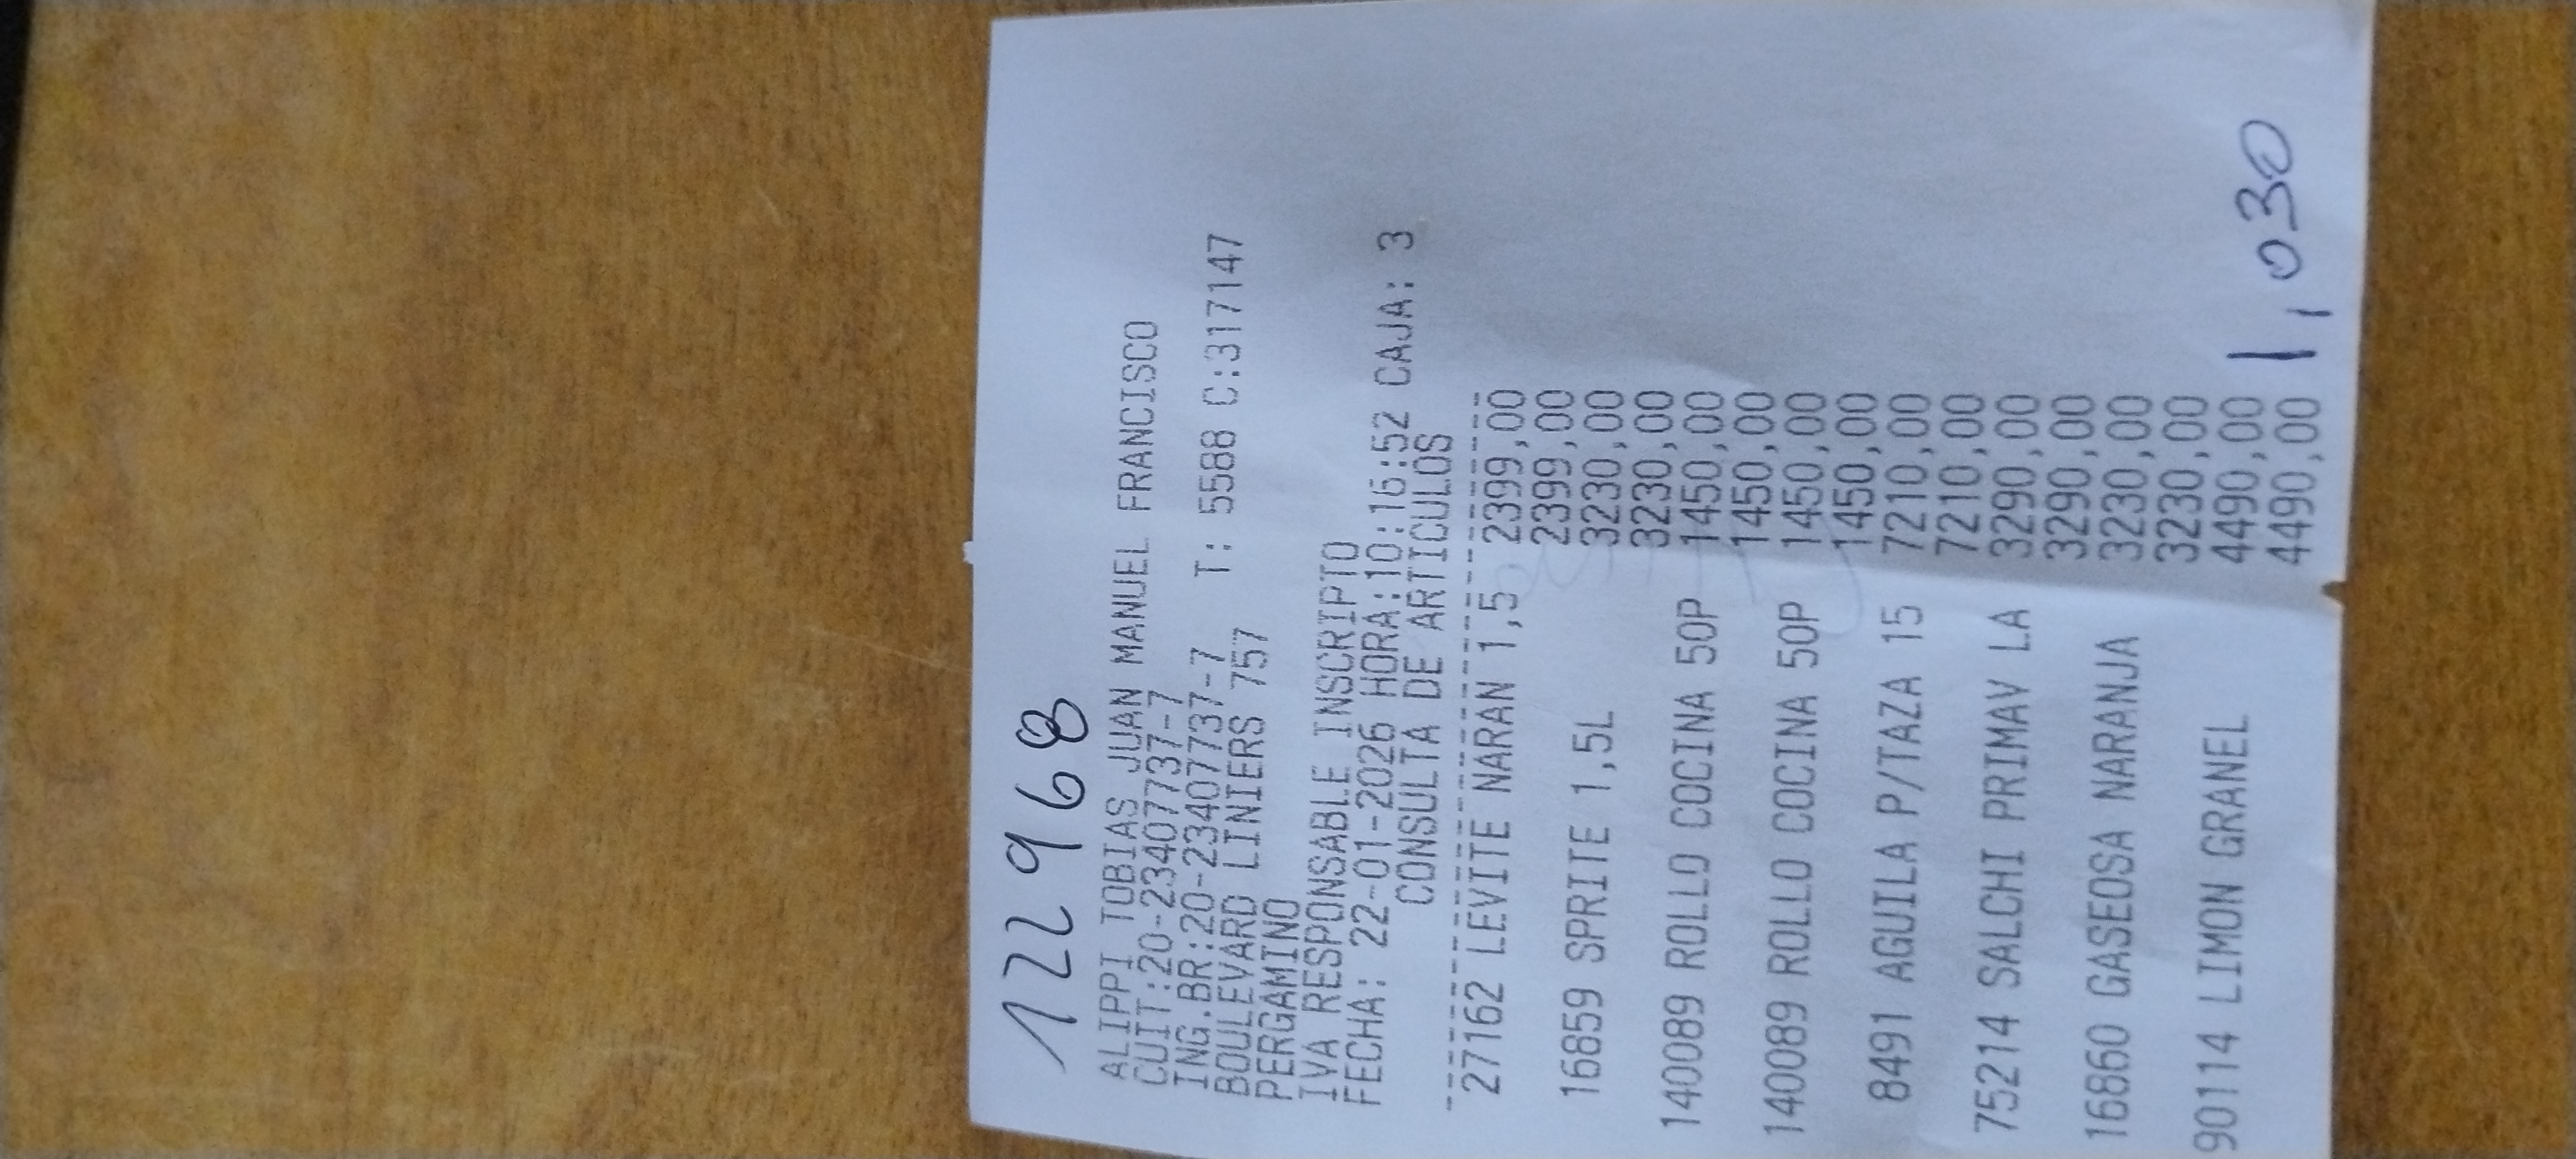 122968
ALIPPI TOBIAS JUAN MANUEL FRANCISCO
CUIT:20-23407737-7
ING.BR:20-23407737-7 T: 5588 C:317147
BOULEVARD LINIERS 757
PERGAMINO
IVA RESPONSABLE INSCRIPTO
FECHA: 22-01-2026 HORA:10:16:52 CAJA: 3
CONSULTA DE ARTICULOS
27162 LEVITE NARAN 1,5 2399,00
2399,00
16859 SPRITE 1,5L 3230,00
3230,00
140089 ROLLO COCINA 50P 1450,00
1450,00
140089 ROLLO COCINA 50P 1450,00
1450,00
8491 AGUILA P/TAZA 15 7210,00
7210,00
75214 SALCHI PRIMAV LA 3290,00
3290,00
16860 GASEOSA NARANJA 3230,00
3230,00
90114 LIMON GRANEL 4490,00
4490,00 1,030